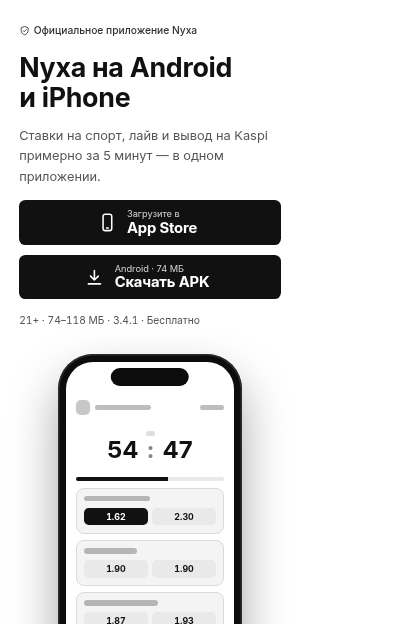 Официальное приложение Nyxa
Nyxa на Android
и iPhone
Ставки на спорт, лайв и вывод на Kaspi
примерно за 5 минут — в одном
приложении.
Загрузите в
App Store
Android · 74 МБ
Скачать APK
21+ · 74–118 МБ · 3.4.1 · Бесплатно
54 : 47
1.62 2.30
1.90 1.90
1.87 1.93